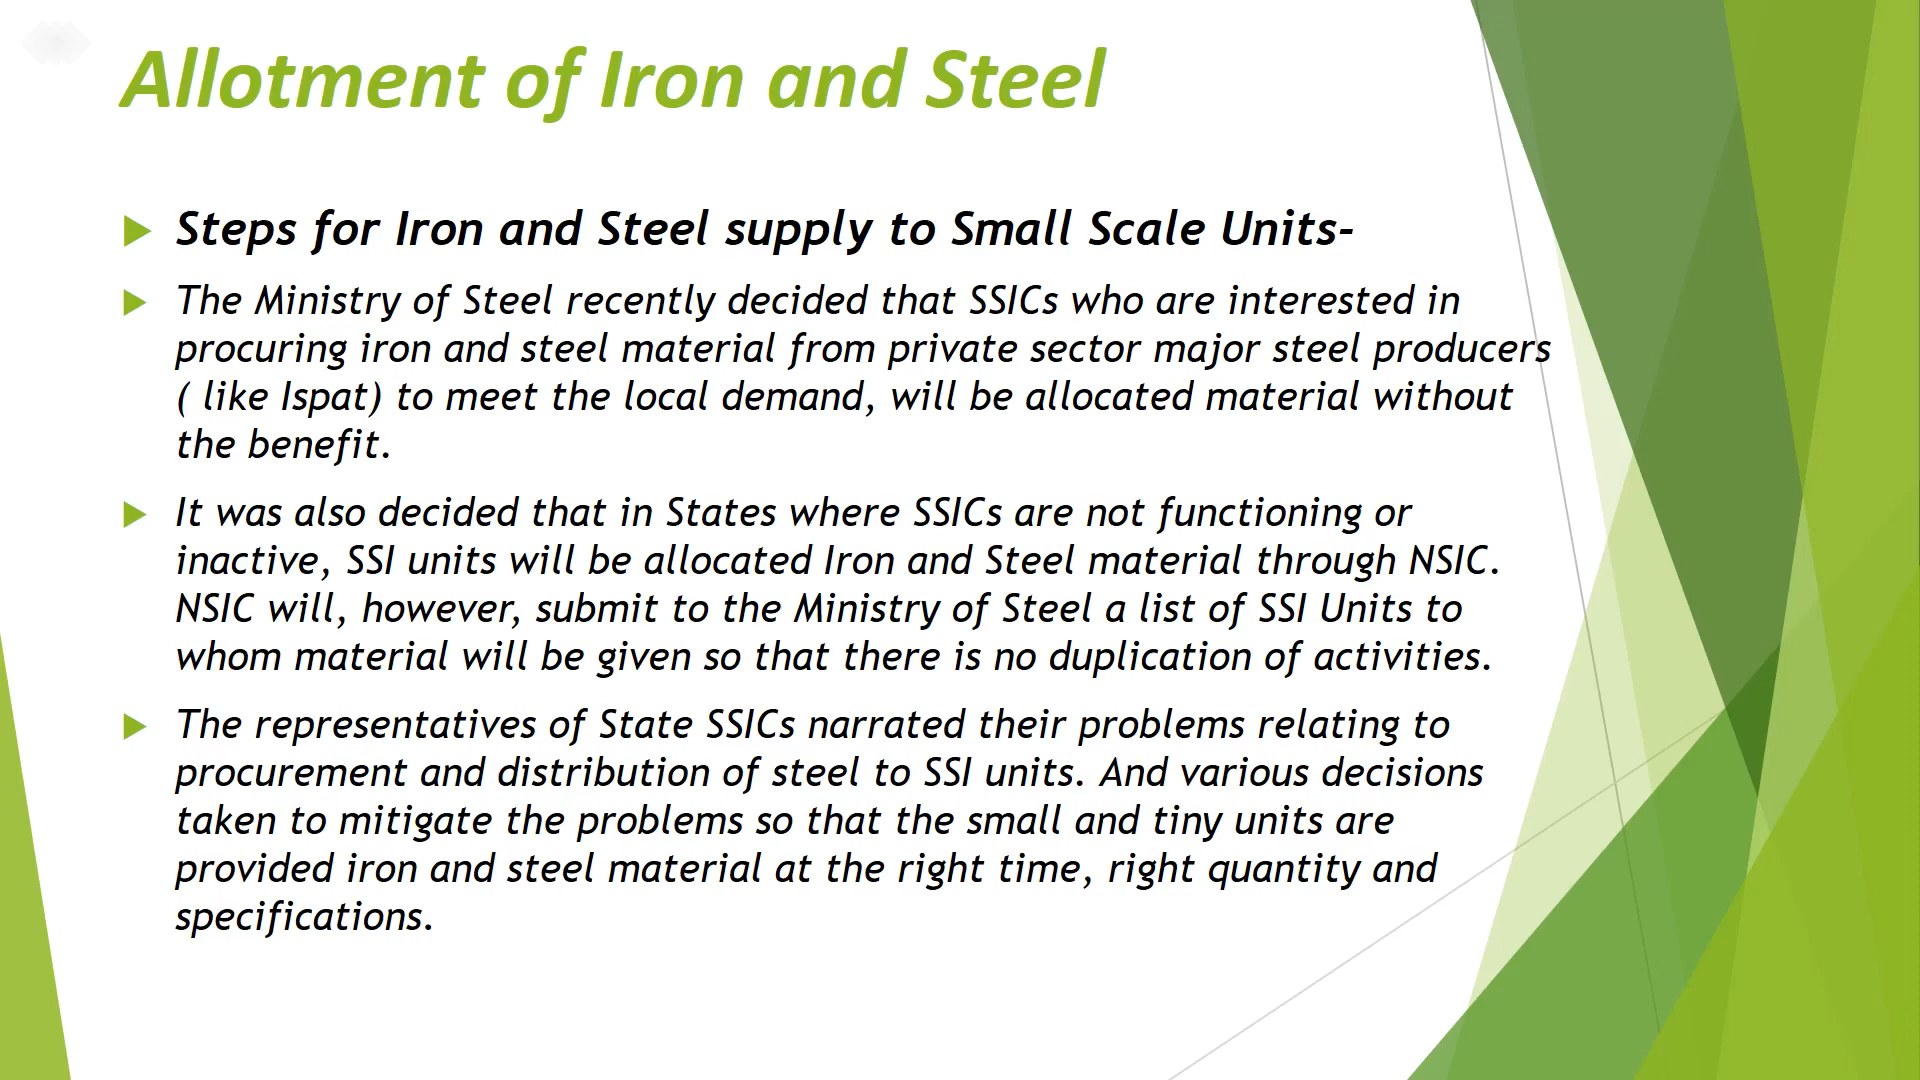 Allotment of Iron and Steel
Steps for Iron and Steel supply to Small Scale Units-
The Ministry of Steel recently decided that SSICs who are interested in
procuring iron and steel material from private sector major steel producers
( like Ispat) to meet the local demand, will be allocated material without
the benefit.
It was also decided that in States where SSICs are not functioning or
inactive, SSI units will be allocated Iron and Steel material through NSIC.
NSIC will, however, submit to the Ministry of Steel a list of SSI Units to
whom material will be given so that there is no duplication of activities.
The representatives of State SSICs narrated their problems relating to
procurement and distribution of steel to SSI units. And various decisions
taken to mitigate the problems so that the small and tiny units are
provided iron and steel material at the right time, right quantity and
specifications.